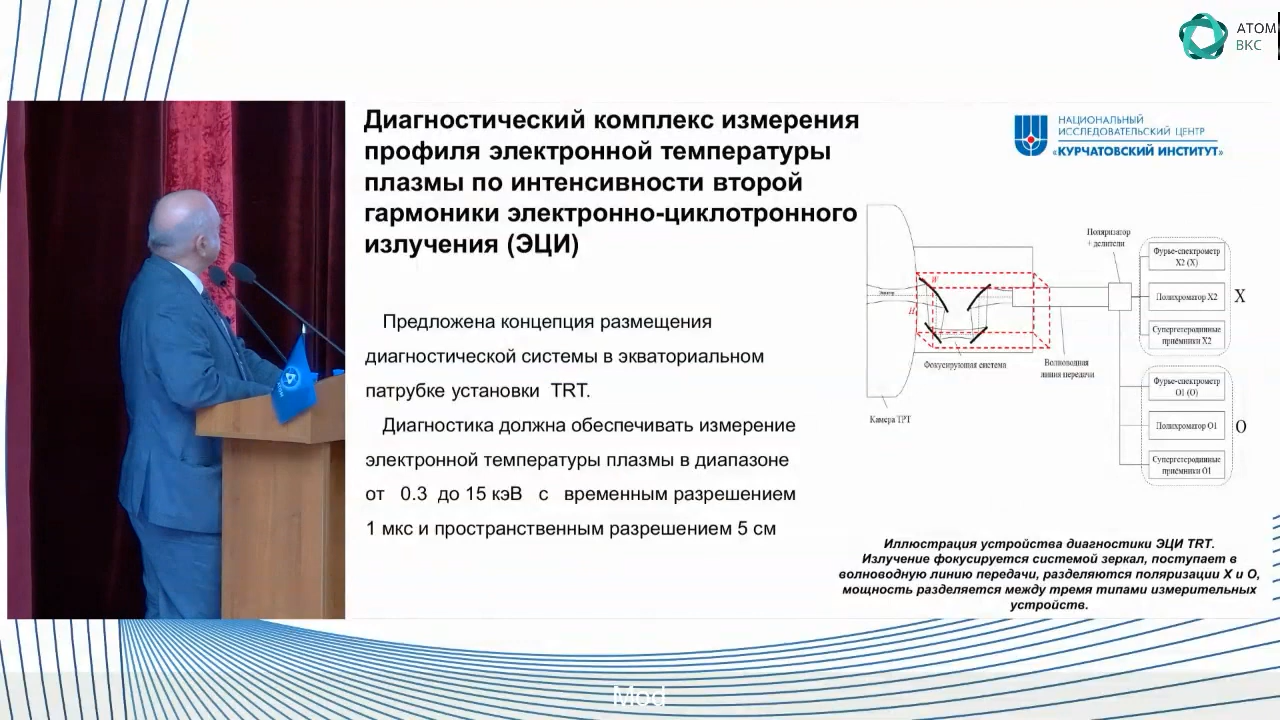 АТОМ
ВКС
Диагностический комплекс измерения
профиля электронной температуры
плазмы по интенсивности второй
гармоники электронно-циклотронного
излучения (ЭЦИ)
НАЦИОНАЛЬНЫЙ
ИССЛЕДОВАТЕЛЬСКИЙ ЦЕНТР
«КУРЧАТОВСКИЙ ИНСТИТУТ»
Предложена концепция размещения
диагностической системы в экваториальном
патрубке установки TRT.
Диагностика должна обеспечивать измерение
электронной температуры плазмы в диапазоне
от 0.3 до 15 кэВ с временным разрешением
1 мкс и пространственным разрешением 5 см
Поляризатор
+ делители
Фурье-спектрометр
X2 (X)
Полихроматор X2
Супергетеродинные
приёмники X2
X
W
H
Фокусирующая система
Волноводная
линия передачи
Камера ТРТ
Фурье-спектрометр
O1 (O)
Полихроматор O1
Супергетеродинные
приёмники O1
O
Иллюстрация устройства диагностики ЭЦИ TRT.
Излучение фокусируется системой зеркал, поступает в
волноводную линию передачи, разделяются поляризации X и O,
мощность разделяется между тремя типами измерительных
устройств.
Mod